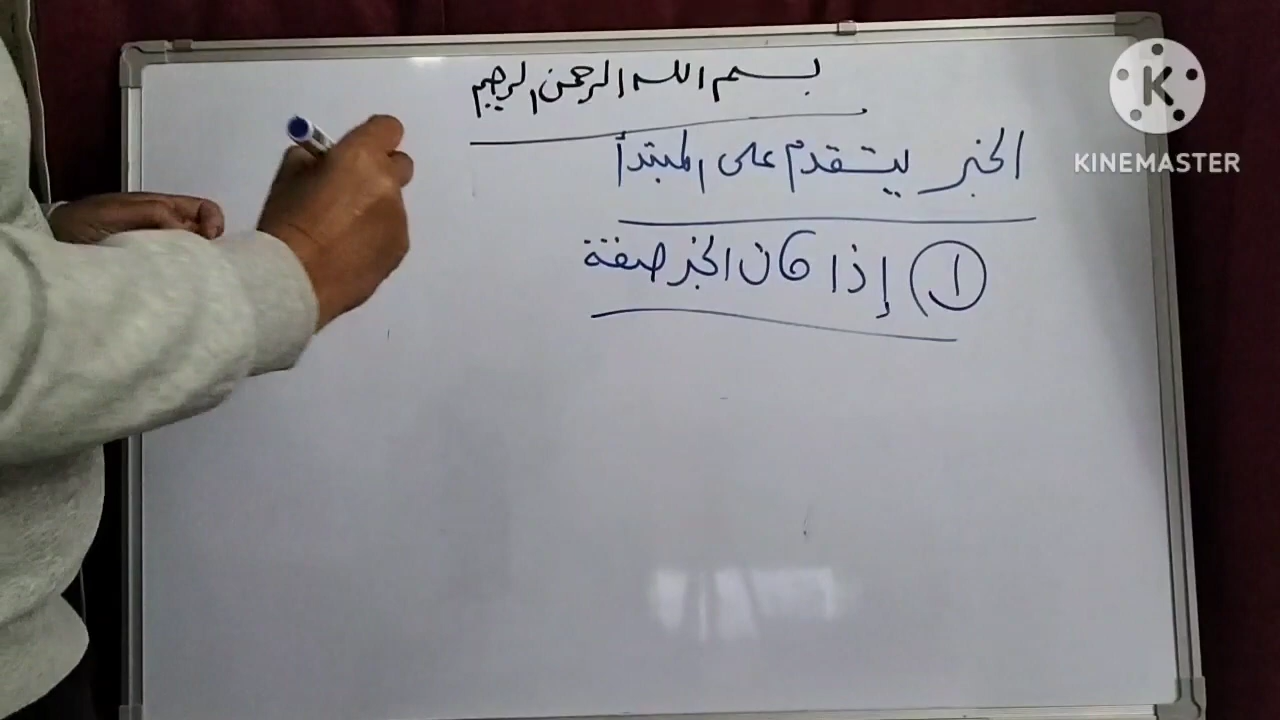 بسم الله الرحمن الرحيم
الخبر يتقدم على المبتدأ
١) إذا كان الخبر صفة
KINEMASTER